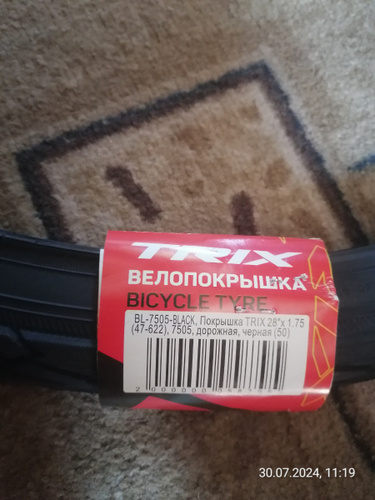 TRIX
ВЕЛОПОКРЫШКА
BICYCLE TYRE
BL-7505-BLACK, Покрышка TRIX 28"x 1.75
(47-622), 7505, дорожная, черная (50)
30.07.2024, 11:19